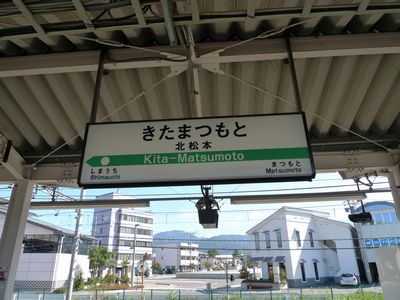 きたまつもと
北松本
Kita-Matsumoto
しまうち
Shimauchi
まつもと
Matsumoto